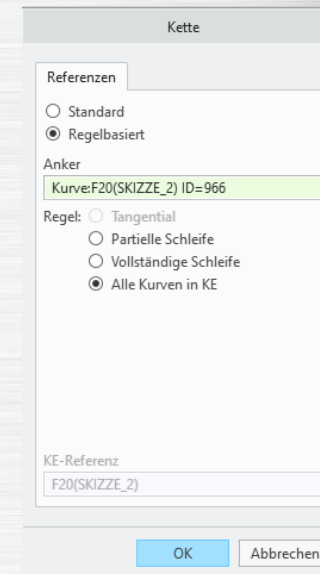 Kette
Referenzen
Standard
Regelbasiert
Anker
Kurve:F20(SKIZZE_2) ID=966
Regel: Tangential
Partielle Schleife
Vollständige Schleife
Alle Kurven in KE
KE-Referenz
F20(SKIZZE_2)
OK Abbrechen